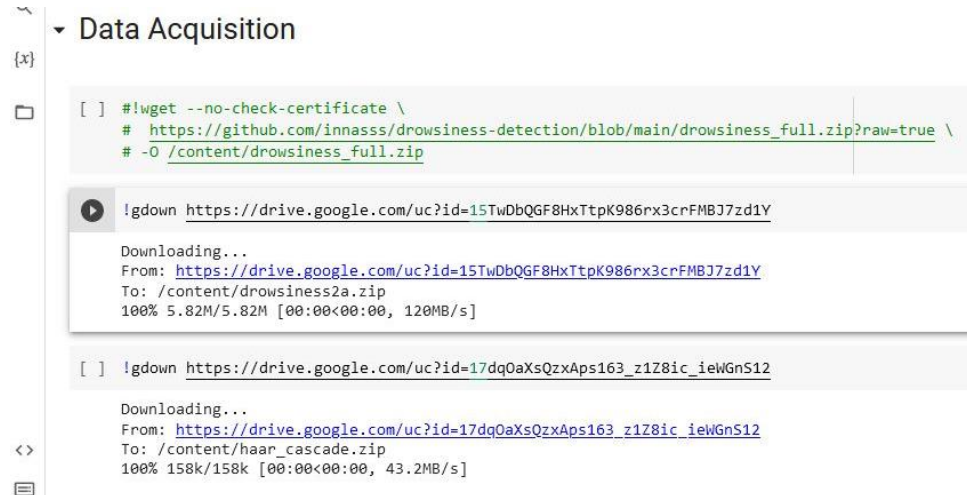 Data Acquisition
{x}
[ ] #!wget --no-check-certificate \
# https://github.com/innasss/drowsiness-detection/blob/main/drowsiness_full.zip?raw=true \
# -O /content/drowsiness_full.zip
!gdown https://drive.google.com/uc?id=15TwDbQGF8HxTtpK986rx3crFMBJ7zd1Y
Downloading...
From: https://drive.google.com/uc?id=15TwDbQGF8HxTtpK986rx3crFMBJ7zd1Y
To: /content/drowsiness2a.zip
100% 5.82M/5.82M [00:00<00:00, 120MB/s]
[ ] !gdown https://drive.google.com/uc?id=17dqOaXsQzxAps163_z1Z8ic_ieWGnS12
Downloading...
From: https://drive.google.com/uc?id=17dqOaXsQzxAps163_z1Z8ic_ieWGnS12
To: /content/haar_cascade.zip
100% 158k/158k [00:00<00:00, 43.2MB/s]